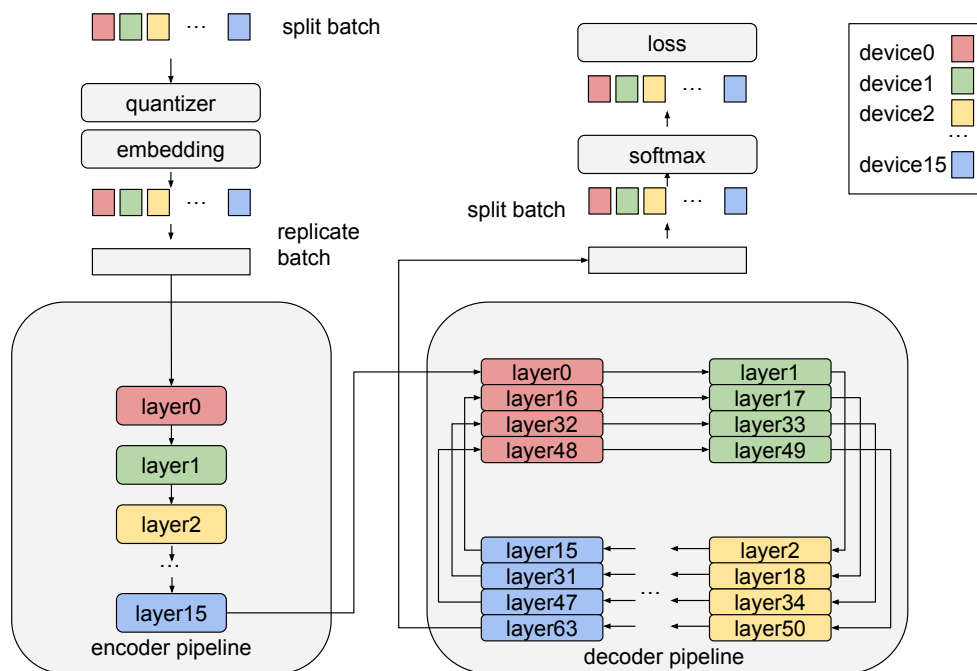 split batch
quantizer
embedding
...
replicate
batch
layer0
layer1
layer2
...
layer15
encoder pipeline
loss
...
softmax
split batch
...
layer0
layer16
layer32
layer48
layer1
layer17
layer33
layer49
layer15
layer31
layer47
layer63
...
layer2
layer18
layer34
layer50
decoder pipeline
device0
device1
device2
...
device15